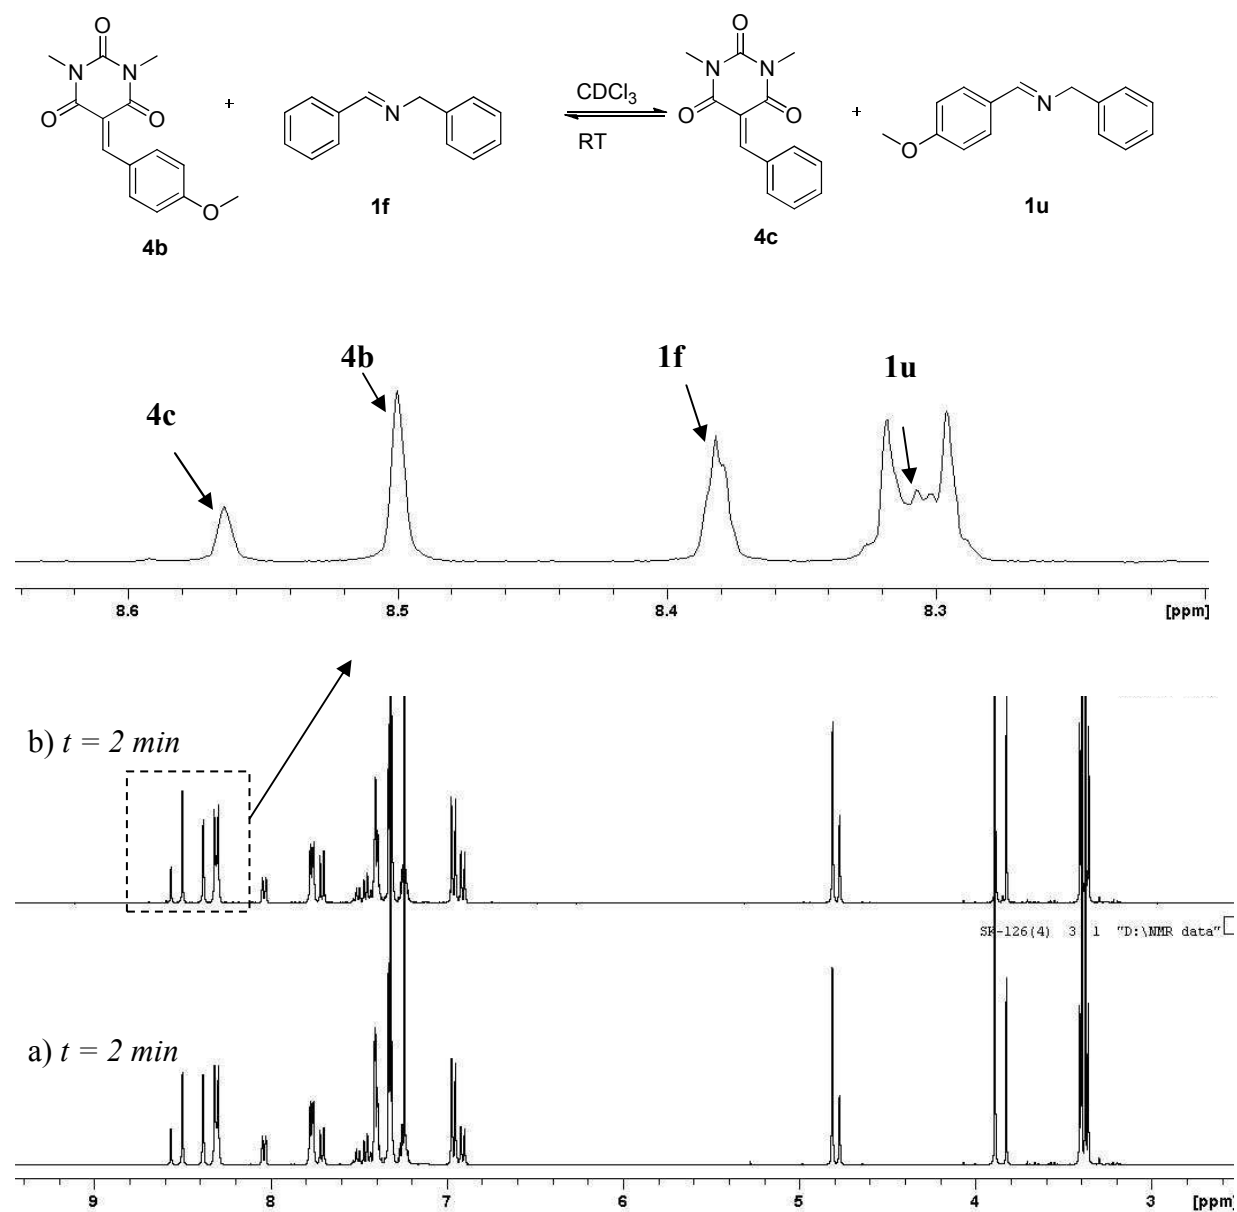 O
N N
O O
O
4b
+
N
1f
CDCl3
RT
O
N N
O O
4c
+
N
O
1u
4c
4b
1f
1u
8.6 8.5 8.4 8.3 [ppm]
b) t = 2 min
SK-126(4) 3 1 "D:\NMR data"
a) t = 2 min
9 8 7 6 5 4 3 [ppm]